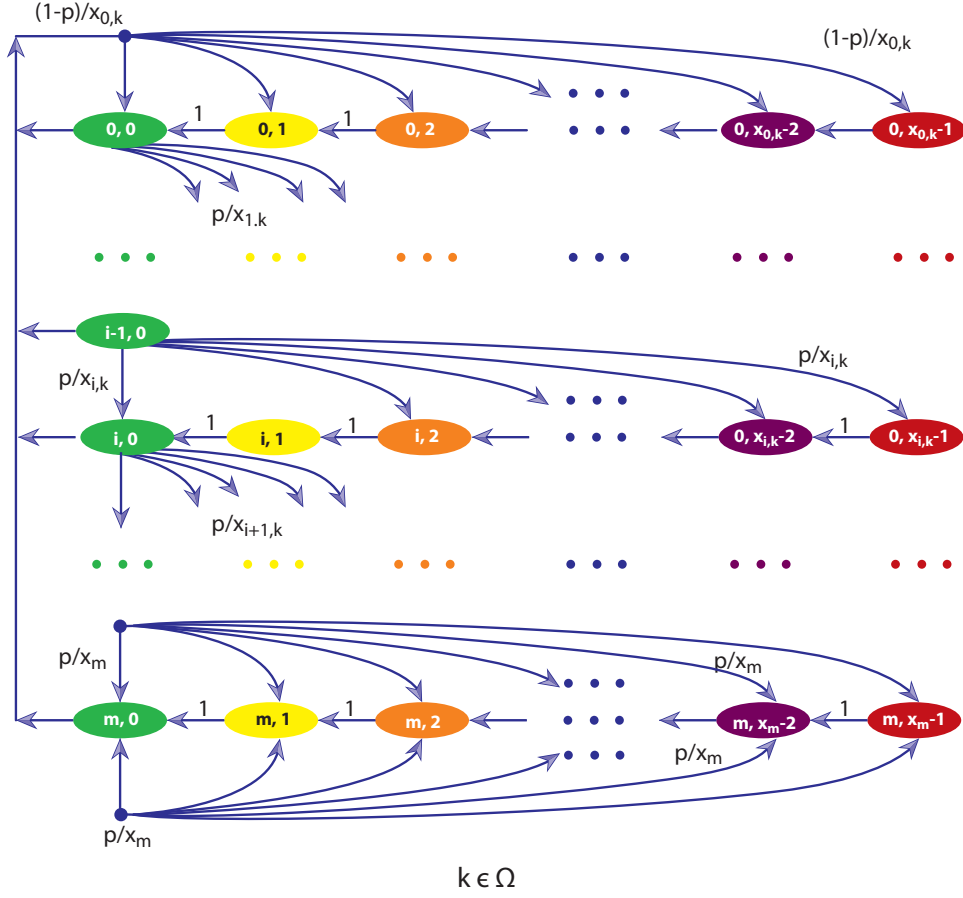 (1-p)/x0,k
(1-p)/x0,k
0, 0
1
0, 1
1
0, 2
0, x0,k-2
0, x0,k-1
p/x1.k
i-1, 0
p/xi,k
p/xi,k
i, 0
1
i, 1
1
i, 2
0, xi,k-2
1
0, xi,k-1
p/xi+1,k
p/xm
p/xm
m, 0
1
m, 1
1
m, 2
m, xm-2
1
m, xm-1
p/xm
p/xm
k ϵ Ω